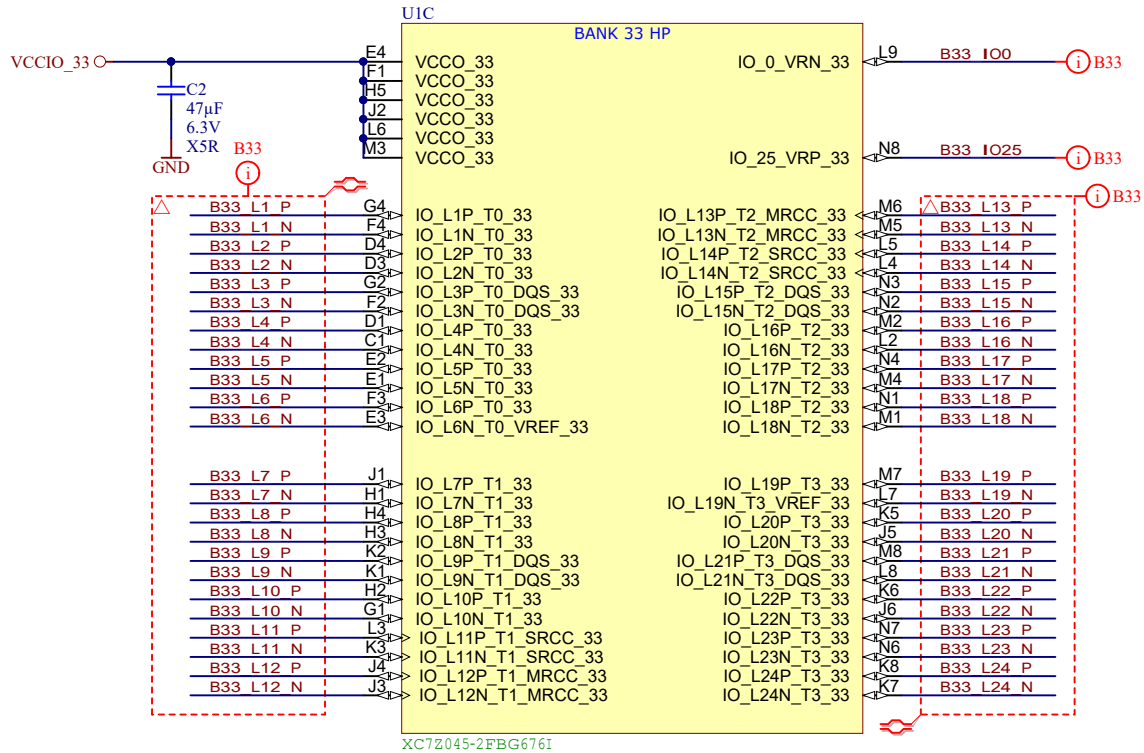 U1C
BANK 33 HP
VCCIO_33
C2
47µF
6.3V
X5R
GND
E4 VCCO_33
F1 VCCO_33
H5 VCCO_33
J2 VCCO_33
L6 VCCO_33
M3 VCCO_33
IO_0_VRN_33 L9 B33_IO0 i B33
IO_25_VRP_33 N8 B33_IO25 i B33
B33
i
i B33
B33_L1_P G4 IO_L1P_T0_33
B33_L1_N F4 IO_L1N_T0_33
B33_L2_P D4 IO_L2P_T0_33
B33_L2_N D3 IO_L2N_T0_33
B33_L3_P G2 IO_L3P_T0_DQS_33
B33_L3_N F2 IO_L3N_T0_DQS_33
B33_L4_P D1 IO_L4P_T0_33
B33_L4_N C1 IO_L4N_T0_33
B33_L5_P E2 IO_L5P_T0_33
B33_L5_N E1 IO_L5N_T0_33
B33_L6_P F3 IO_L6P_T0_33
B33_L6_N E3 IO_L6N_T0_VREF_33
B33_L7_P J1 IO_L7P_T1_33
B33_L7_N H1 IO_L7N_T1_33
B33_L8_P H4 IO_L8P_T1_33
B33_L8_N H3 IO_L8N_T1_33
B33_L9_P K2 IO_L9P_T1_DQS_33
B33_L9_N K1 IO_L9N_T1_DQS_33
B33_L10_P H2 IO_L10P_T1_33
B33_L10_N G1 IO_L10N_T1_33
B33_L11_P L3 IO_L11P_T1_SRCC_33
B33_L11_N K3 IO_L11N_T1_SRCC_33
B33_L12_P J4 IO_L12P_T1_MRCC_33
B33_L12_N J3 IO_L12N_T1_MRCC_33
IO_L13P_T2_MRCC_33 M6 B33_L13_P
IO_L13N_T2_MRCC_33 M5 B33_L13_N
IO_L14P_T2_SRCC_33 L5 B33_L14_P
IO_L14N_T2_SRCC_33 L4 B33_L14_N
IO_L15P_T2_DQS_33 N3 B33_L15_P
IO_L15N_T2_DQS_33 N2 B33_L15_N
IO_L16P_T2_33 M2 B33_L16_P
IO_L16N_T2_33 L2 B33_L16_N
IO_L17P_T2_33 N4 B33_L17_P
IO_L17N_T2_33 M4 B33_L17_N
IO_L18P_T2_33 N1 B33_L18_P
IO_L18N_T2_33 M1 B33_L18_N
IO_L19P_T3_33 M7 B33_L19_P
IO_L19N_T3_VREF_33 L7 B33_L19_N
IO_L20P_T3_33 K5 B33_L20_P
IO_L20N_T3_33 J5 B33_L20_N
IO_L21P_T3_DQS_33 M8 B33_L21_P
IO_L21N_T3_DQS_33 L8 B33_L21_N
IO_L22P_T3_33 K6 B33_L22_P
IO_L22N_T3_33 J6 B33_L22_N
IO_L23P_T3_33 N7 B33_L23_P
IO_L23N_T3_33 N6 B33_L23_N
IO_L24P_T3_33 K8 B33_L24_P
IO_L24N_T3_33 K7 B33_L24_N
XC7Z045-2FBG676I